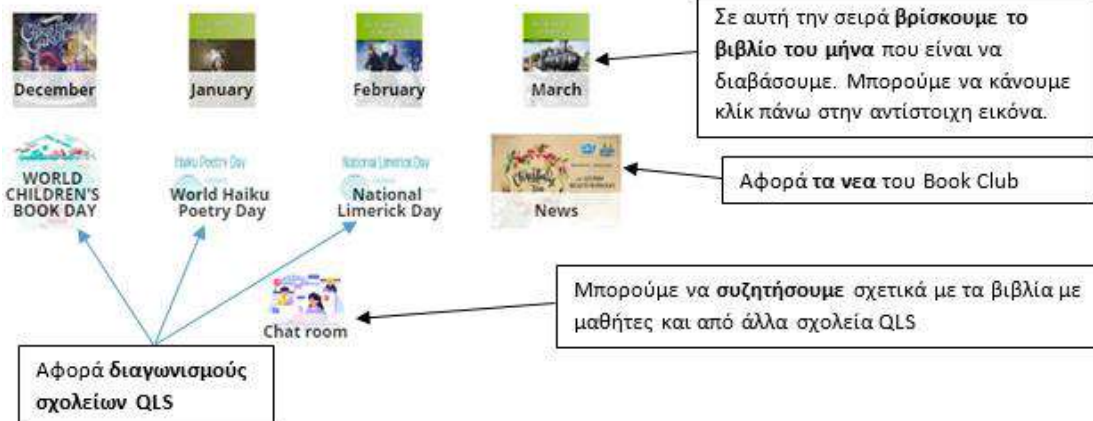 Σε αυτή την σειρά βρίσκουμε το
βιβλίο του μήνα που είναι να
διαβάσουμε. Μπορούμε να κάνουμε
κλίκ πάνω στην αντίστοιχη εικόνα.
December
January
February
March
WORLD
CHILDREN'S
BOOK DAY
Haiku Poetry Day
World Haiku
Poetry Day
National Limerick Day
National
Limerick Day
News
Αφορά τα νεα του Book Club
Chat room
Μπορούμε να συζητήσουμε σχετικά με τα βιβλία με
μαθήτες και από άλλα σχολεία QLS
Αφορά διαγωνισμούς
σχολείων QLS